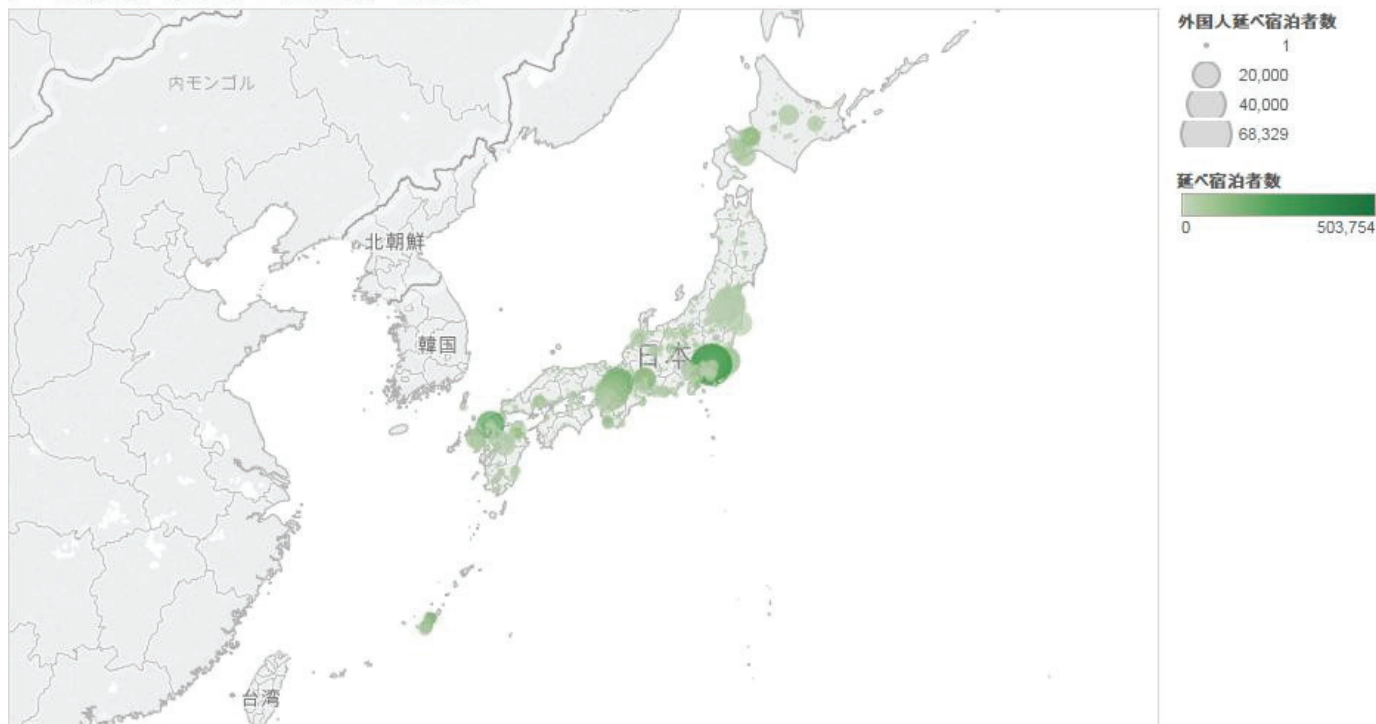 内モンゴル
北朝鮮
韓国
日本
台湾
外国人延べ宿泊者数
1
20,000
40,000
68,329
延べ宿泊者数
0 503,754